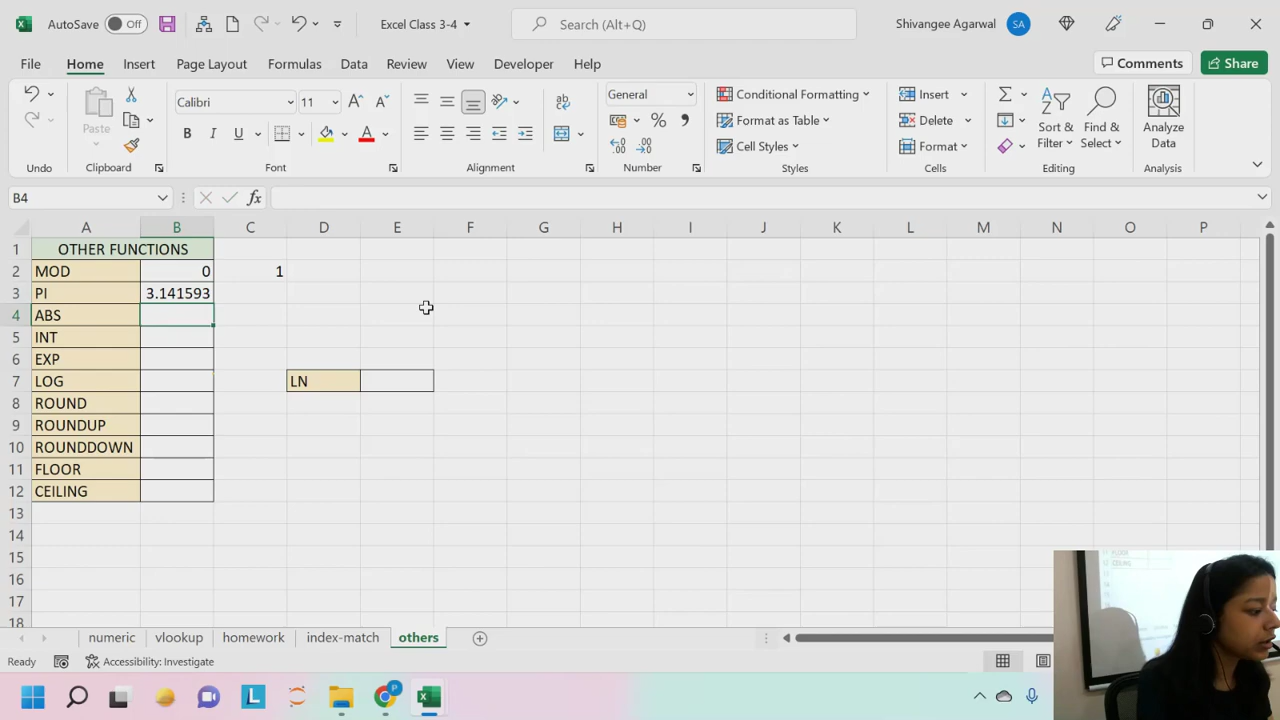 AutoSave Off Excel Class 3-4 Search (Alt+Q) Shivangee Agarwal SA
File Home Insert Page Layout Formulas Data Review View Developer Help Comments Share
Paste Calibri 11 General Conditional Formatting Insert Sort & Filter Find & Select Analyze Data
B I U Format as Table Delete
Cell Styles Format
Undo Clipboard Font Alignment Number Styles Cells Editing Analysis
B4 fx
A B C D E F G H I J K L M N O P
1 OTHER FUNCTIONS
2 MOD 0 1
3 PI 3.141593
4 ABS
5 INT
6 EXP
7 LOG LN
8 ROUND
9 ROUNDUP
10 ROUNDDOWN
11 FLOOR
12 CEILING
13
14
15
16
17
18
numeric vlookup homework index-match others
Ready Accessibility: Investigate